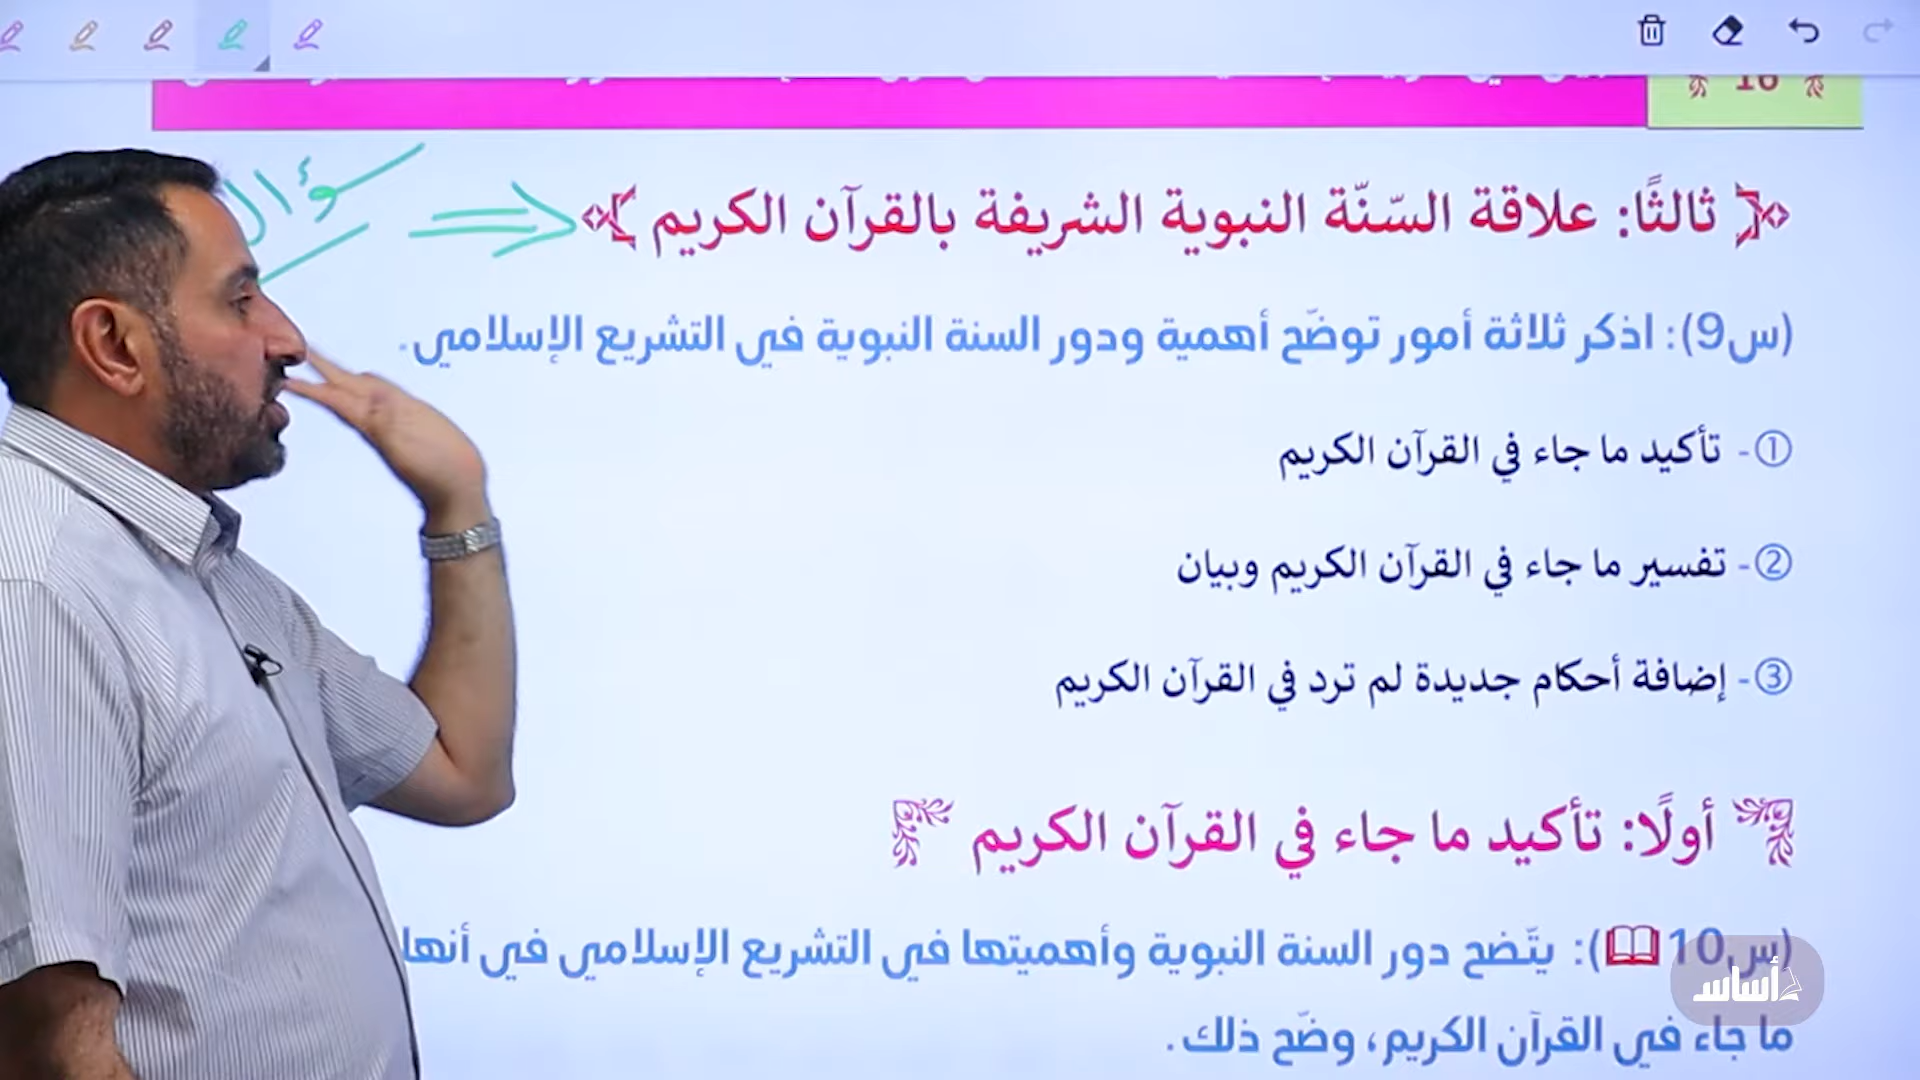 16
سؤال
ثالثًا: علاقة السّنّة النبوية الشريفة بالقرآن الكريم
(س9): اذكر ثلاثة أمور توضّح أهمية ودور السنة النبوية في التشريع الإسلامي.
①- تأكيد ما جاء في القرآن الكريم
②- تفسير ما جاء في القرآن الكريم وبيان
③- إضافة أحكام جديدة لم ترد في القرآن الكريم
أولًا: تأكيد ما جاء في القرآن الكريم
(س10): يتّضح دور السنة النبوية وأهميتها في التشريع الإسلامي في أنها
ما جاء في القرآن الكريم، وضّح ذلك.
أساس